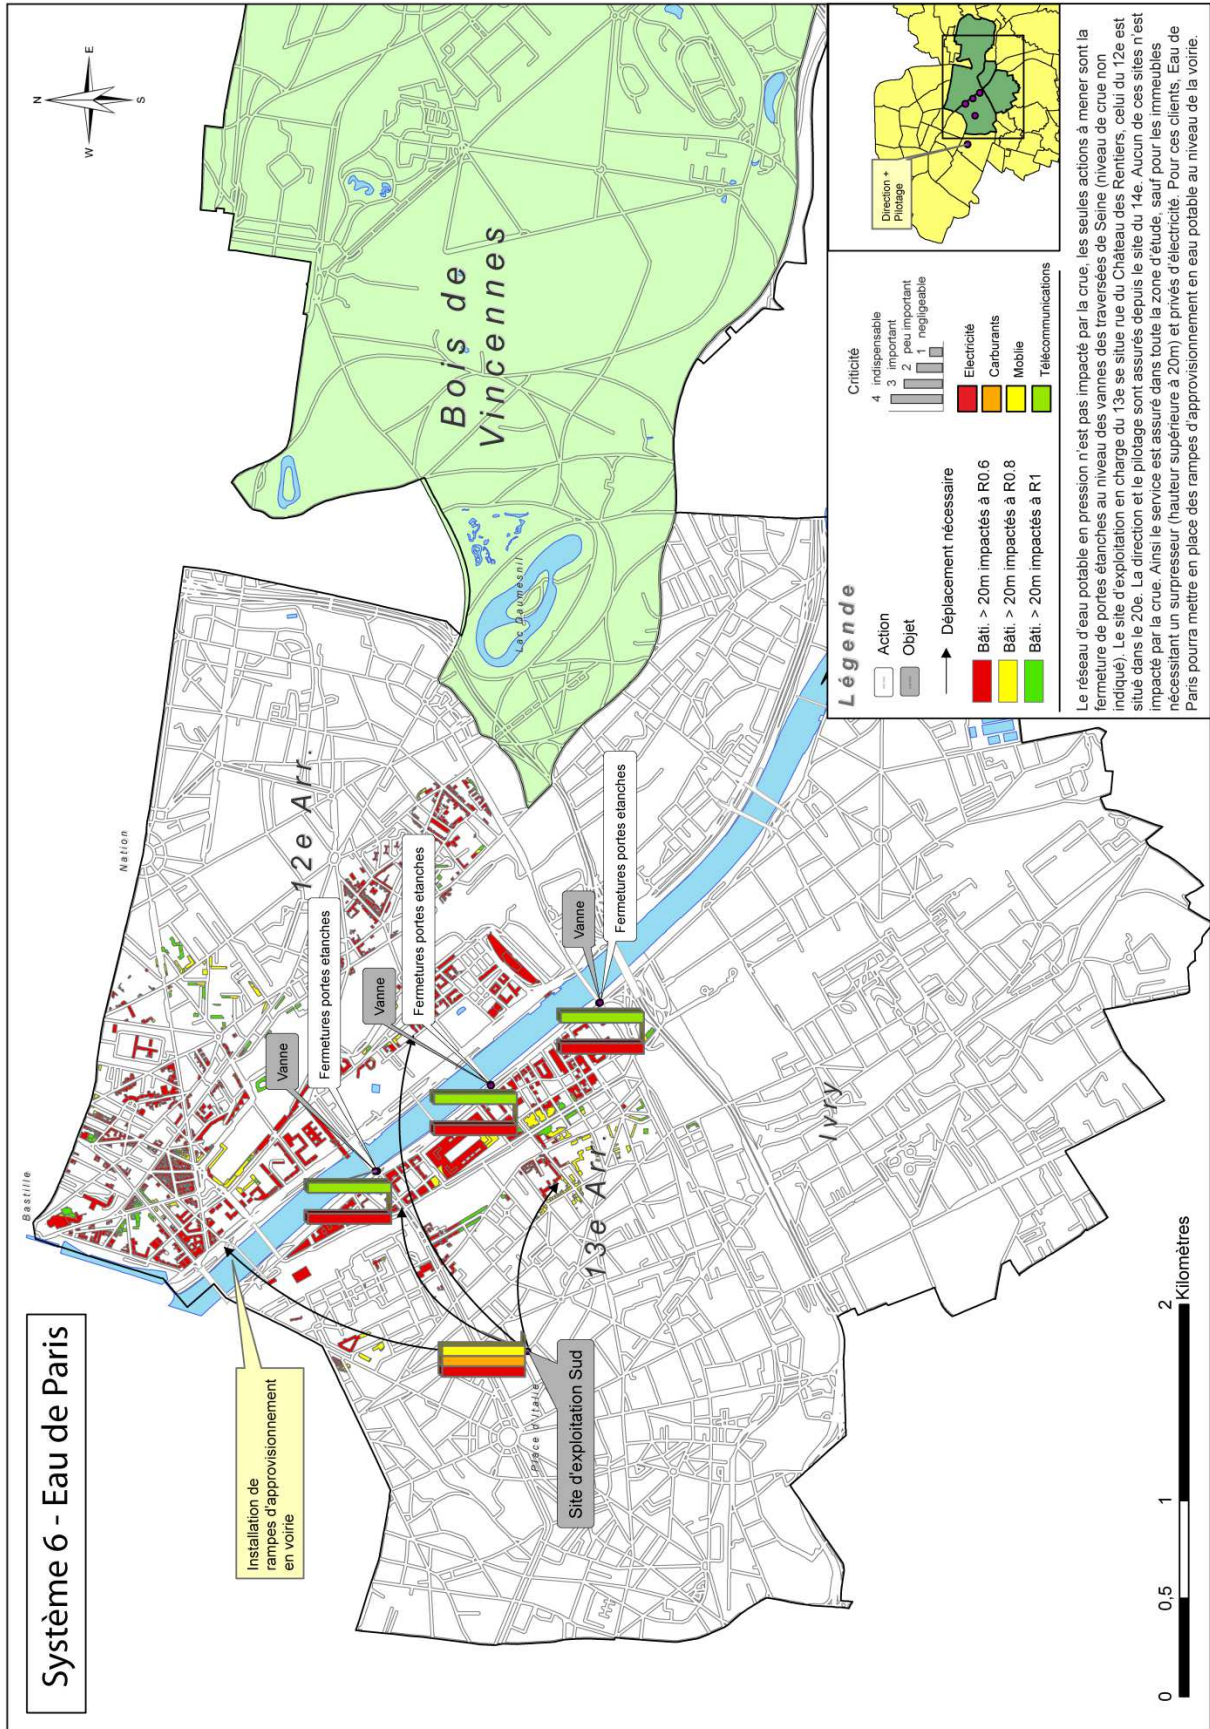 Système 6 - Eau de Paris
N
W
E
S
Bastille
Nation
Installation de
rampes d'approvisionnement
en voirie
12e Arr.
Vanne
Fermetures portes etanches
Vanne
Fermetures portes etanches
Bois de
Vincennes
Lac Daumesnil
Vanne
Fermetures portes etanches
Place d'Italie
Site d'exploitation Sud
13e Arr.
Ivry
0
0,5
1
2
Kilomètres
Légende
Action
Objet
Déplacement nécessaire
Bâti. > 20m impactés à R0.6
Bâti. > 20m impactés à R0.8
Bâti. > 20m impactés à R1
Criticité
4 indispensable
3 important
2 peu important
1 negligeable
Electricité
Carburants
Moblie
Télécommunications
Direction +
Pilotage
Le réseau d'eau potable en pression n'est pas impacté par la crue, les seules actions à mener sont la
fermeture de portes étanches au niveau des vannes des traversées de Seine (niveau de crue non
indiqué). Le site d'exploitation en charge du 13e se situe rue du Château des Rentiers, celui du 12e est
situé dans le 20e. La direction et le pilotage sont assurés depuis le site du 14e. Aucun de ces sites n'est
impacté par la crue. Ainsi le service est assuré dans toute la zone d'étude, sauf pour les immeubles
nécessitant un surpresseur (hauteur supérieure à 20m) et privés d'électricité. Pour ces clients, Eau de
Paris pourra mettre en place des rampes d'approvisionnement en eau potable au niveau de la voirie.